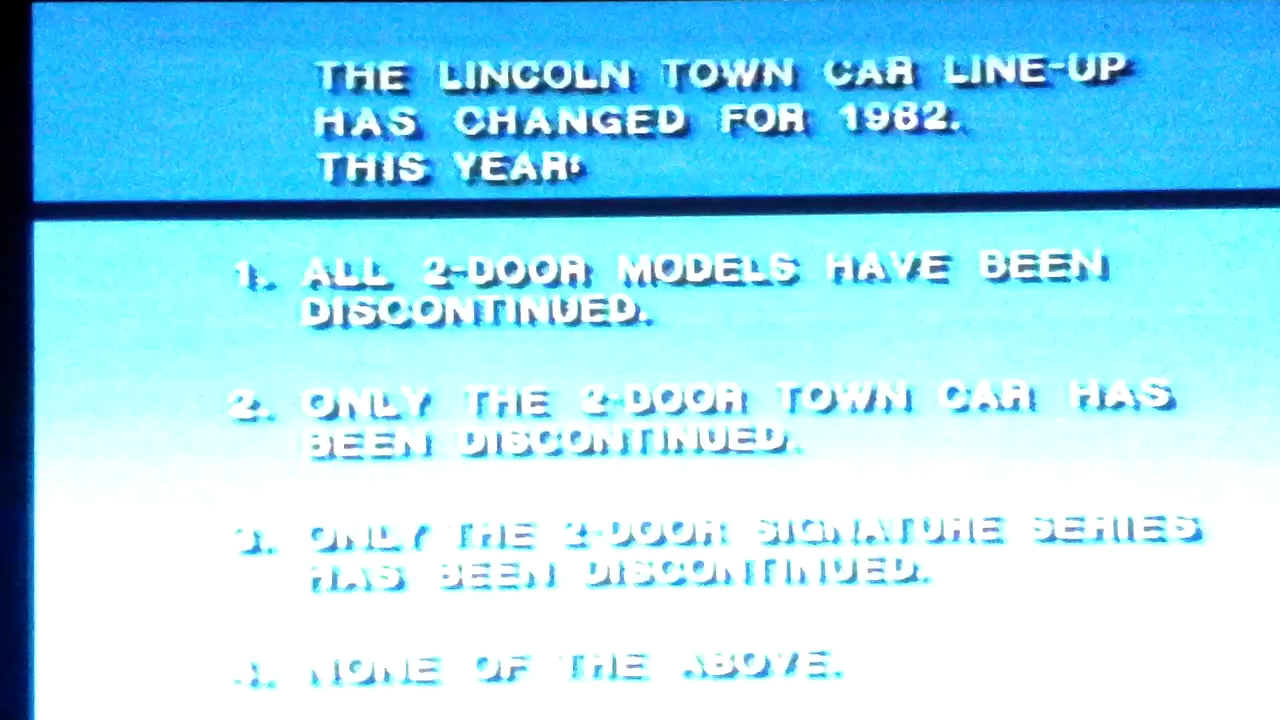 THE LINCOLN TOWN CAR LINE-UP
HAS CHANGED FOR 1982.
THIS YEAR:
1. ALL 2-DOOR MODELS HAVE BEEN
DISCONTINUED.
2. ONLY THE 2-DOOR TOWN CAR HAS
BEEN DISCONTINUED.
3. ONLY THE 2-DOOR SIGNATURE SERIES
HAS BEEN DISCONTINUED.
4. NONE OF THE ABOVE.